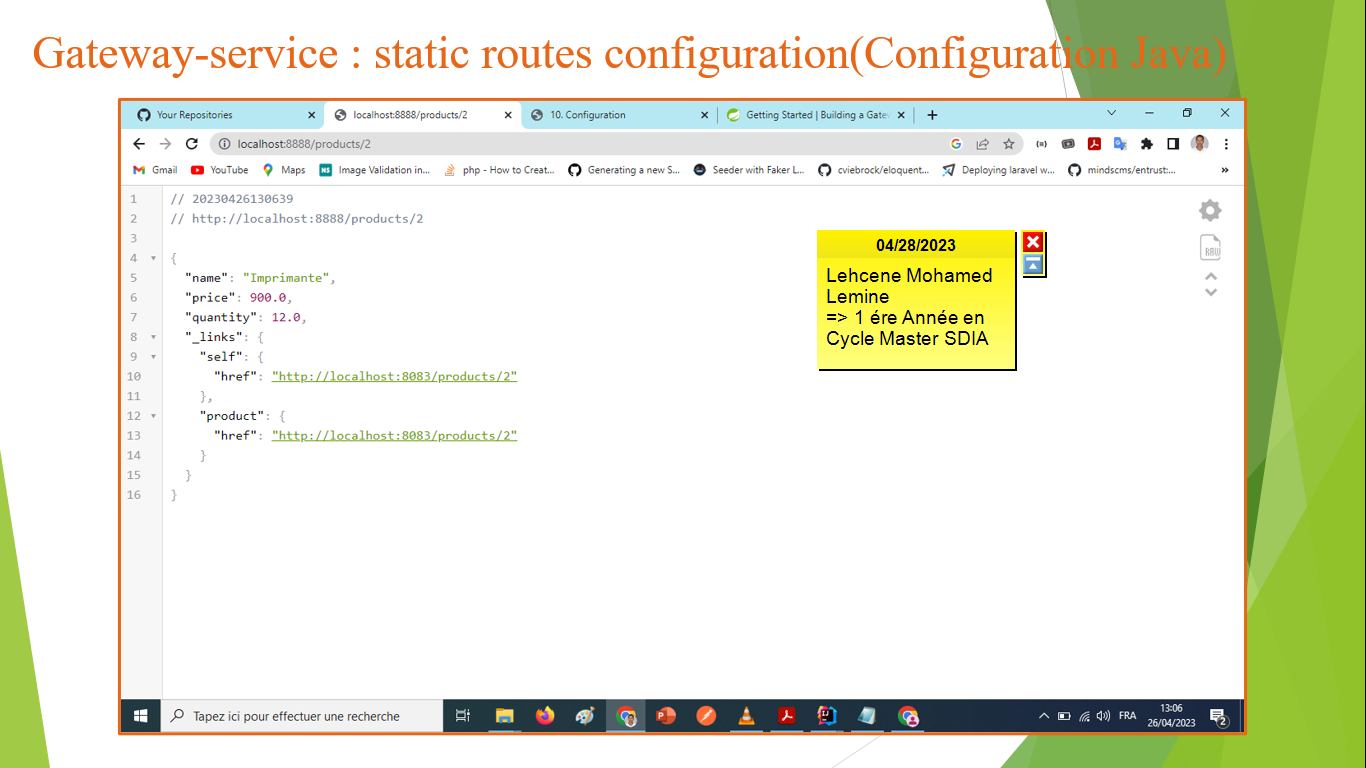 Gateway-service : static routes configuration(Configuration Java)
Your Repositories
localhost:8888/products/2
10. Configuration
Getting Started | Building a Gate
localhost:8888/products/2
Gmail
YouTube
Maps
NS
Image Validation in...
php - How to Creat...
Generating a new S...
Seeder with Faker L...
cviebrock/eloquent...
Deploying laravel w...
mindscms/entrust:...
»
1 // 20230426130639
2 // http://localhost:8888/products/2
3
4 {
5 "name": "Imprimante",
6 "price": 900.0,
7 "quantity": 12.0,
8 "_links": {
9 "self": {
10 "href": "http://localhost:8083/products/2"
11 },
12 "product": {
13 "href": "http://localhost:8083/products/2"
14 }
15 }
16 }
RAW
04/28/2023
Lehcene Mohamed
Lemine
=> 1 ére Année en
Cycle Master SDIA
Tapez ici pour effectuer une recherche
FRA
13:06
26/04/2023
2